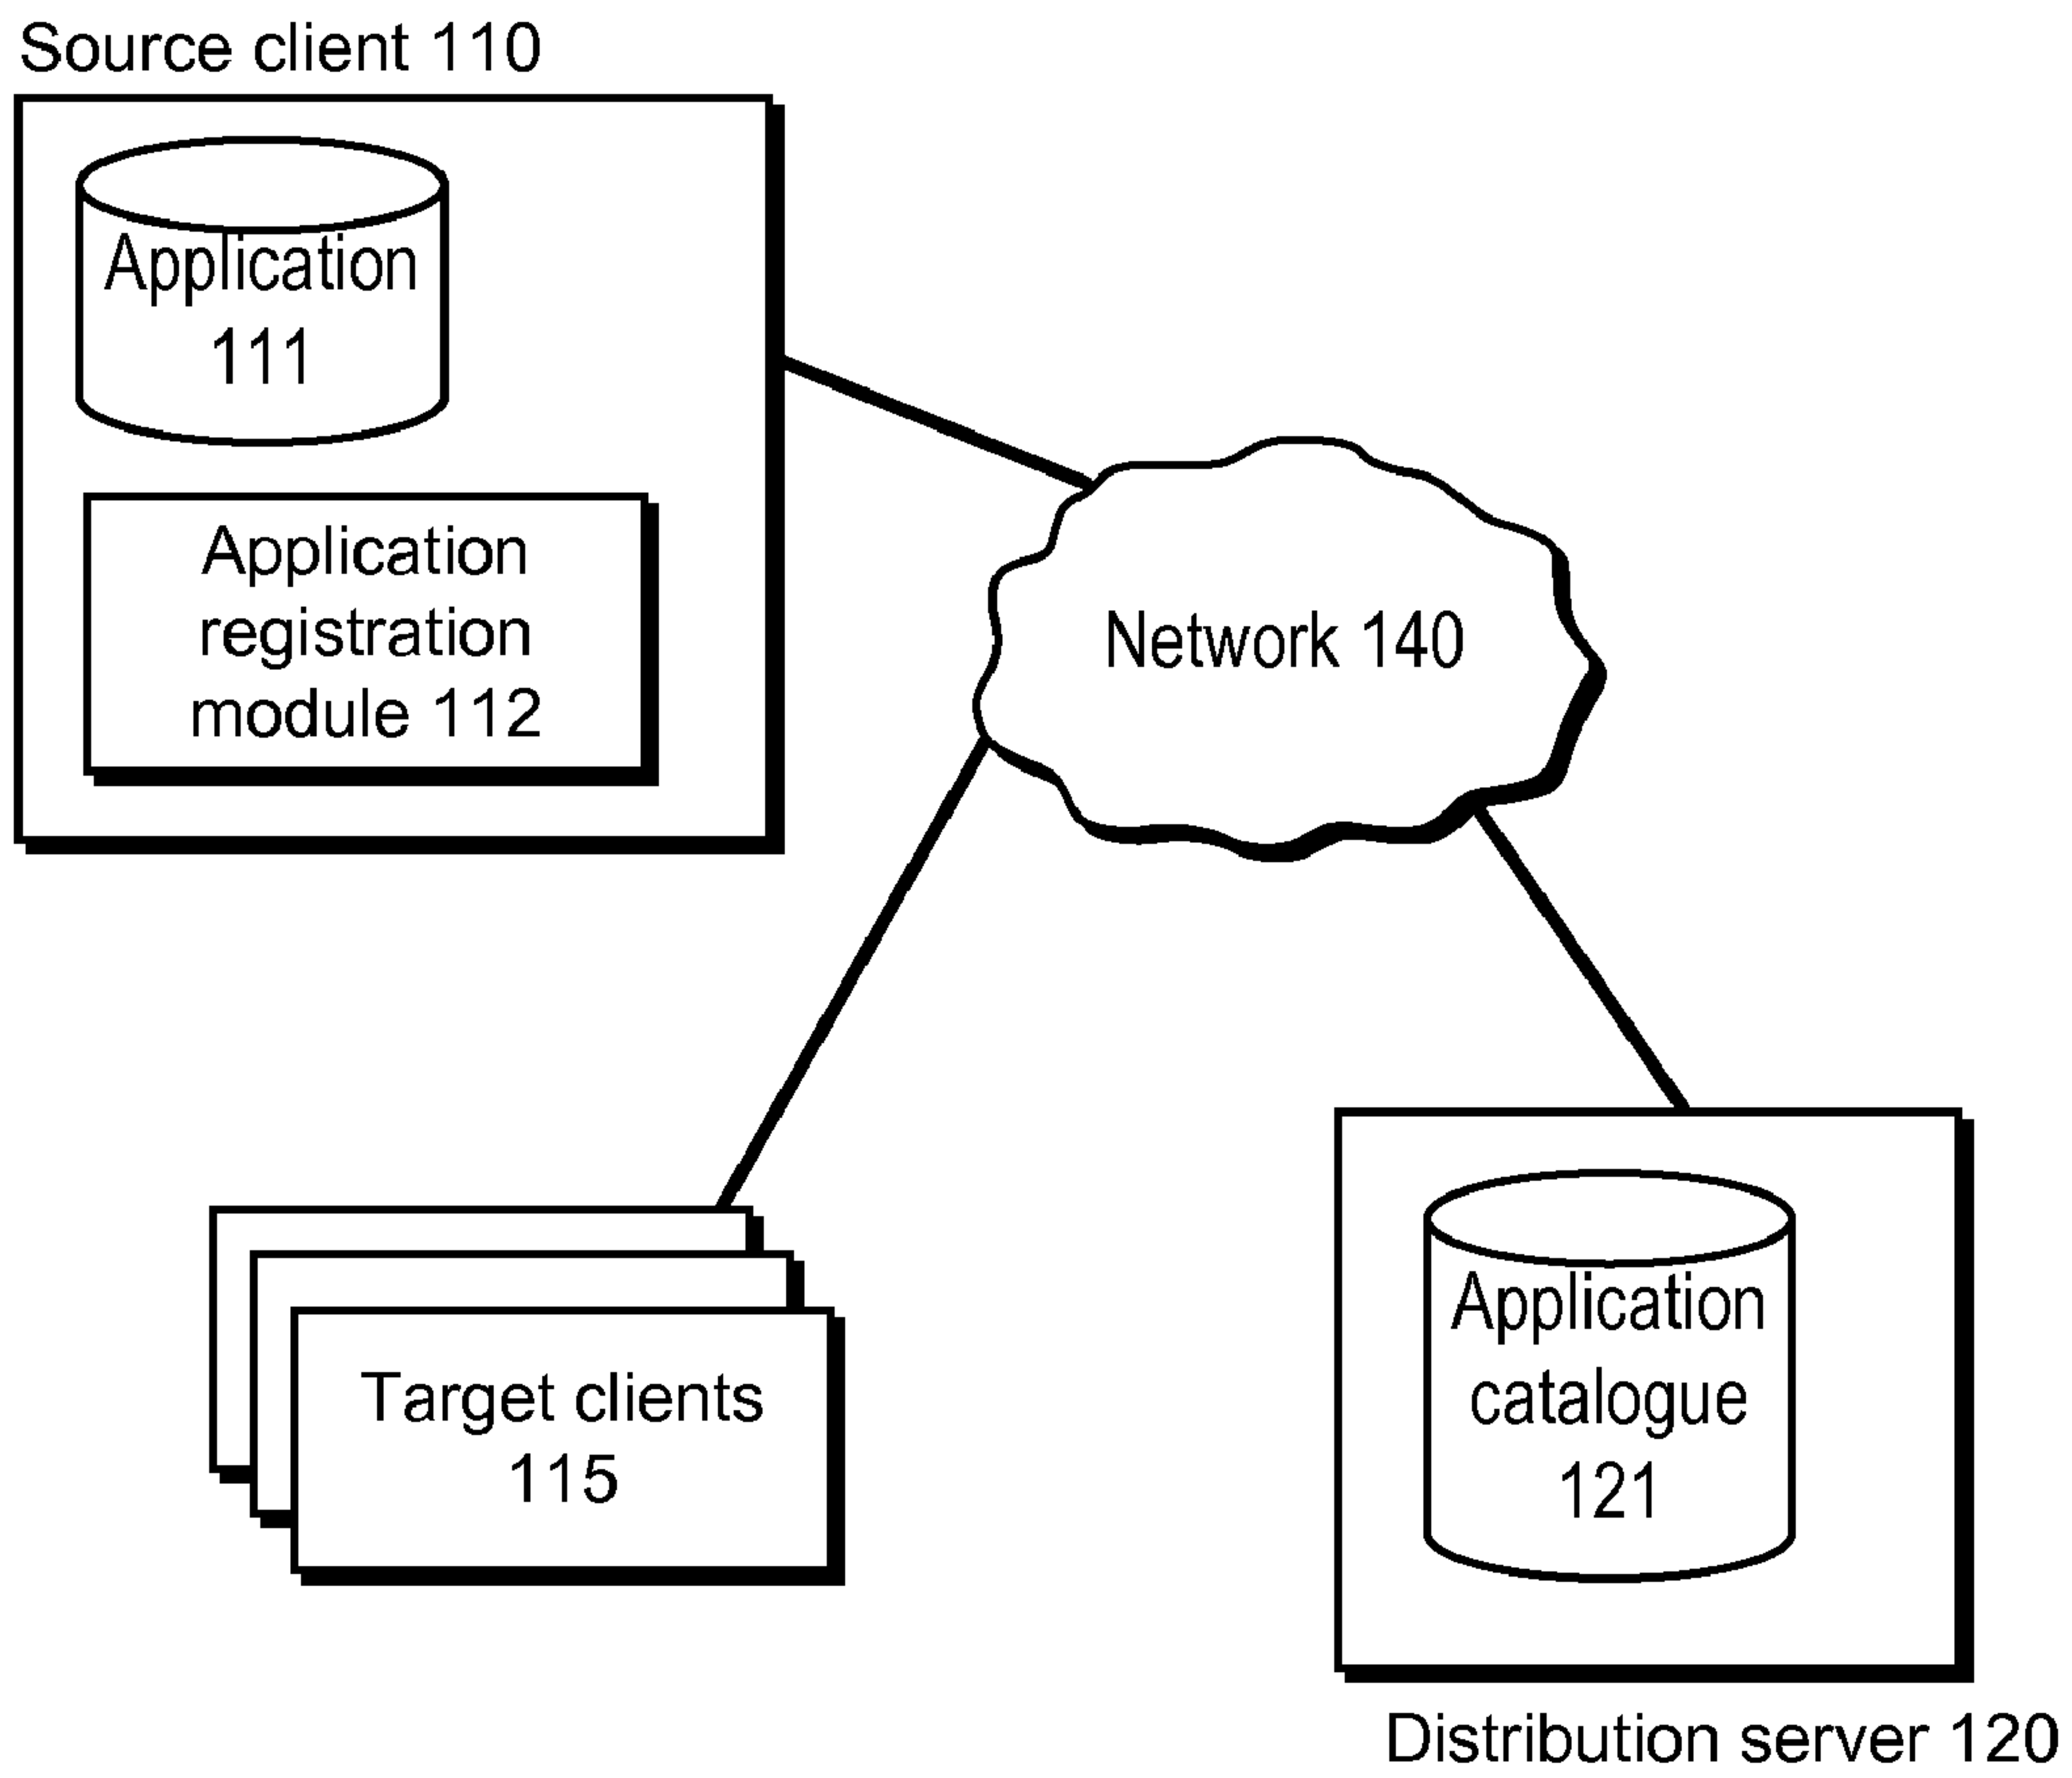 Source client 110
Application
111
Application
registration
module 112
Network 140
Target clients
115
Application
catalogue
121
Distribution server 120